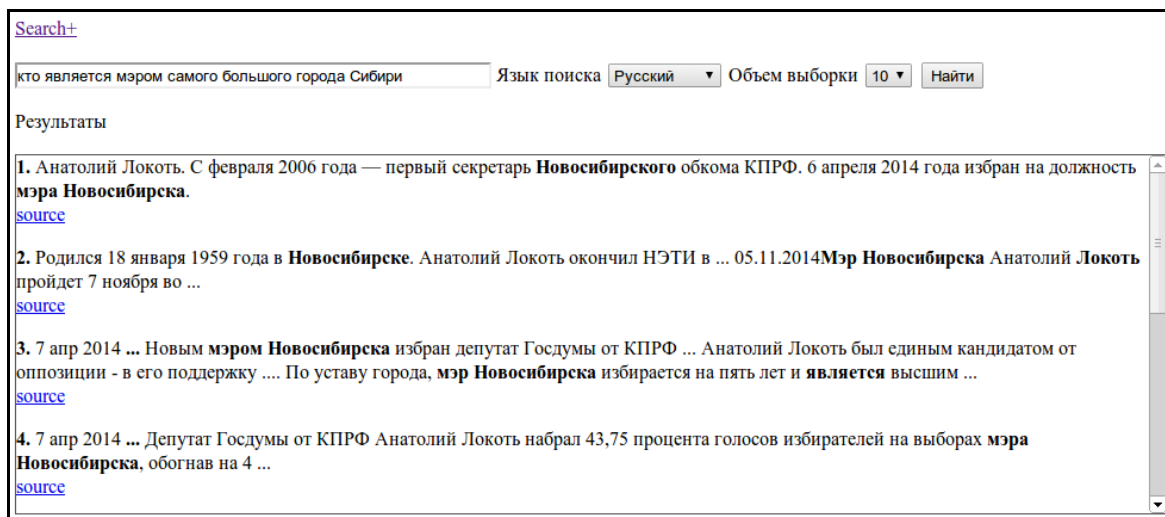 Search+
кто является мэром самого большого города Сибири Язык поиска Русский Объем выборки 10 Найти
Результаты
1. Анатолий Локоть. С февраля 2006 года — первый секретарь Новосибирского обкома КПРФ. 6 апреля 2014 года избран на должность
мэра Новосибирска.
source
2. Родился 18 января 1959 года в Новосибирске. Анатолий Локоть окончил НЭТИ в ... 05.11.2014Мэр Новосибирска Анатолий Локоть
пройдет 7 ноября во ...
source
3. 7 апр 2014 ... Новым мэром Новосибирска избран депутат Госдумы от КПРФ ... Анатолий Локоть был единым кандидатом от
оппозиции - в его поддержку .... По уставу города, мэр Новосибирска избирается на пять лет и является высшим ...
source
4. 7 апр 2014 ... Депутат Госдумы от КПРФ Анатолий Локоть набрал 43,75 процента голосов избирателей на выборах мэра
Новосибирска, обогнав на 4 ...
source